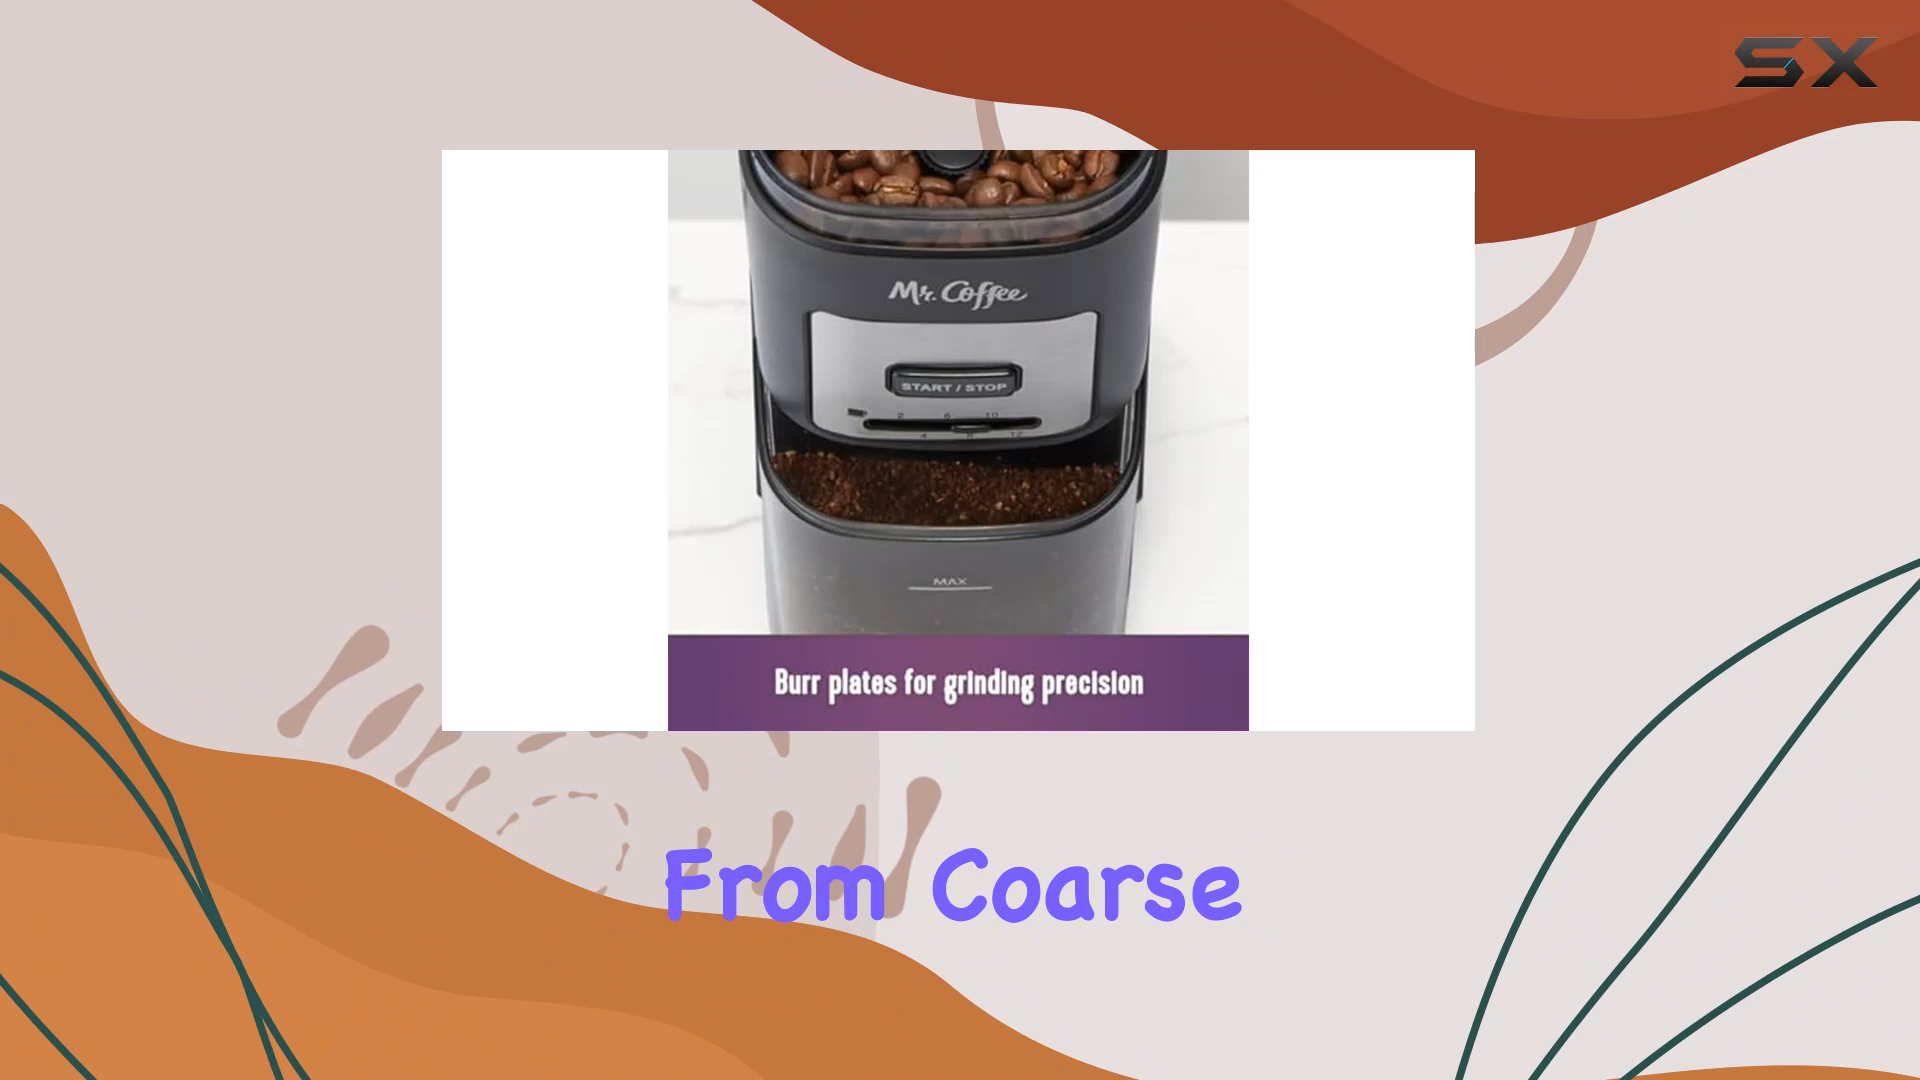 SX
Mr. Coffee
START / STOP
2 6 10
4 8 12
MAX
Burr plates for grinding precision
From Coarse